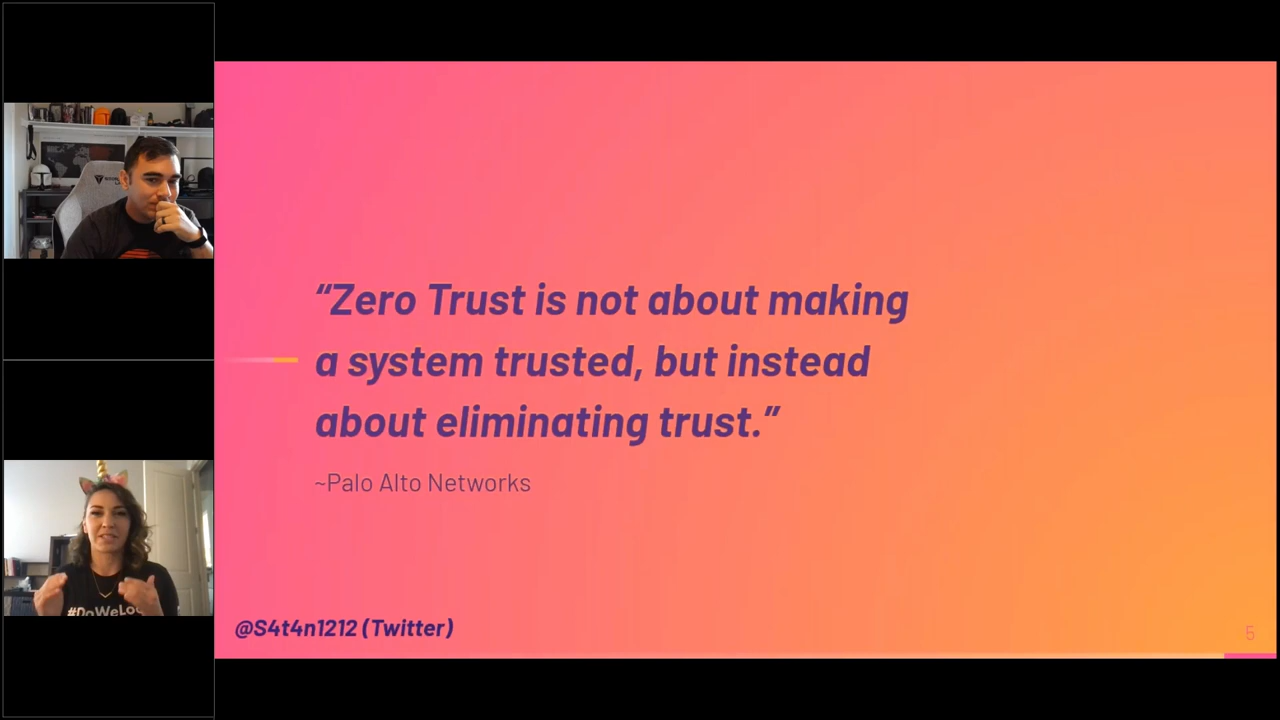 “Zero Trust is not about making
a system trusted, but instead
about eliminating trust.”
~Palo Alto Networks
@S4t4n1212 (Twitter)
5
#DoWeLoo